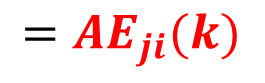 = AE_{ji}(k)